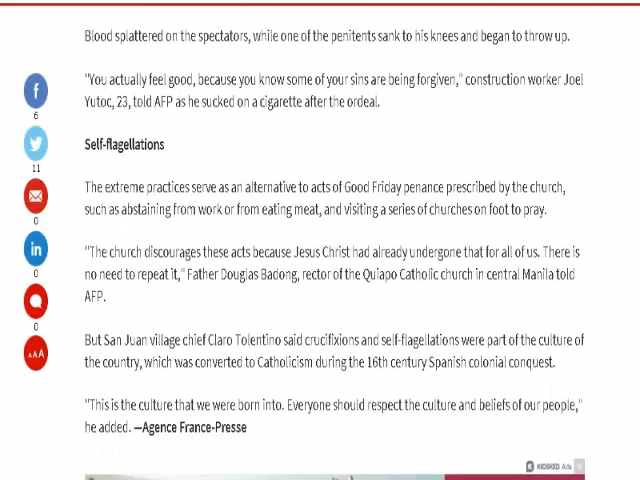 Blood splattered on the spectators, while one of the penitents sank to his knees and began to throw up.
"You actually feel good, because you know some of your sins are being forgiven," construction worker Joel
Yutoc, 23, told AFP as he sucked on a cigarette after the ordeal.
f
6
11
0
in
0
0
AAA
Self-flagellations
The extreme practices serve as an alternative to acts of Good Friday penance prescribed by the church,
such as abstaining from work or from eating meat, and visiting a series of churches on foot to pray.
"The church discourages these acts because Jesus Christ had already undergone that for all of us. There is
no need to repeat it," Father Douglas Badong, rector of the Quiapo Catholic church in central Manila told
AFP.
But San Juan village chief Claro Tolentino said crucifixions and self-flagellations were part of the culture of
the country, which was converted to Catholicism during the 16th century Spanish colonial conquest.
"This is the culture that we were born into. Everyone should respect the culture and beliefs of our people,"
he added. —Agence France-Presse
KIOSKED Ads